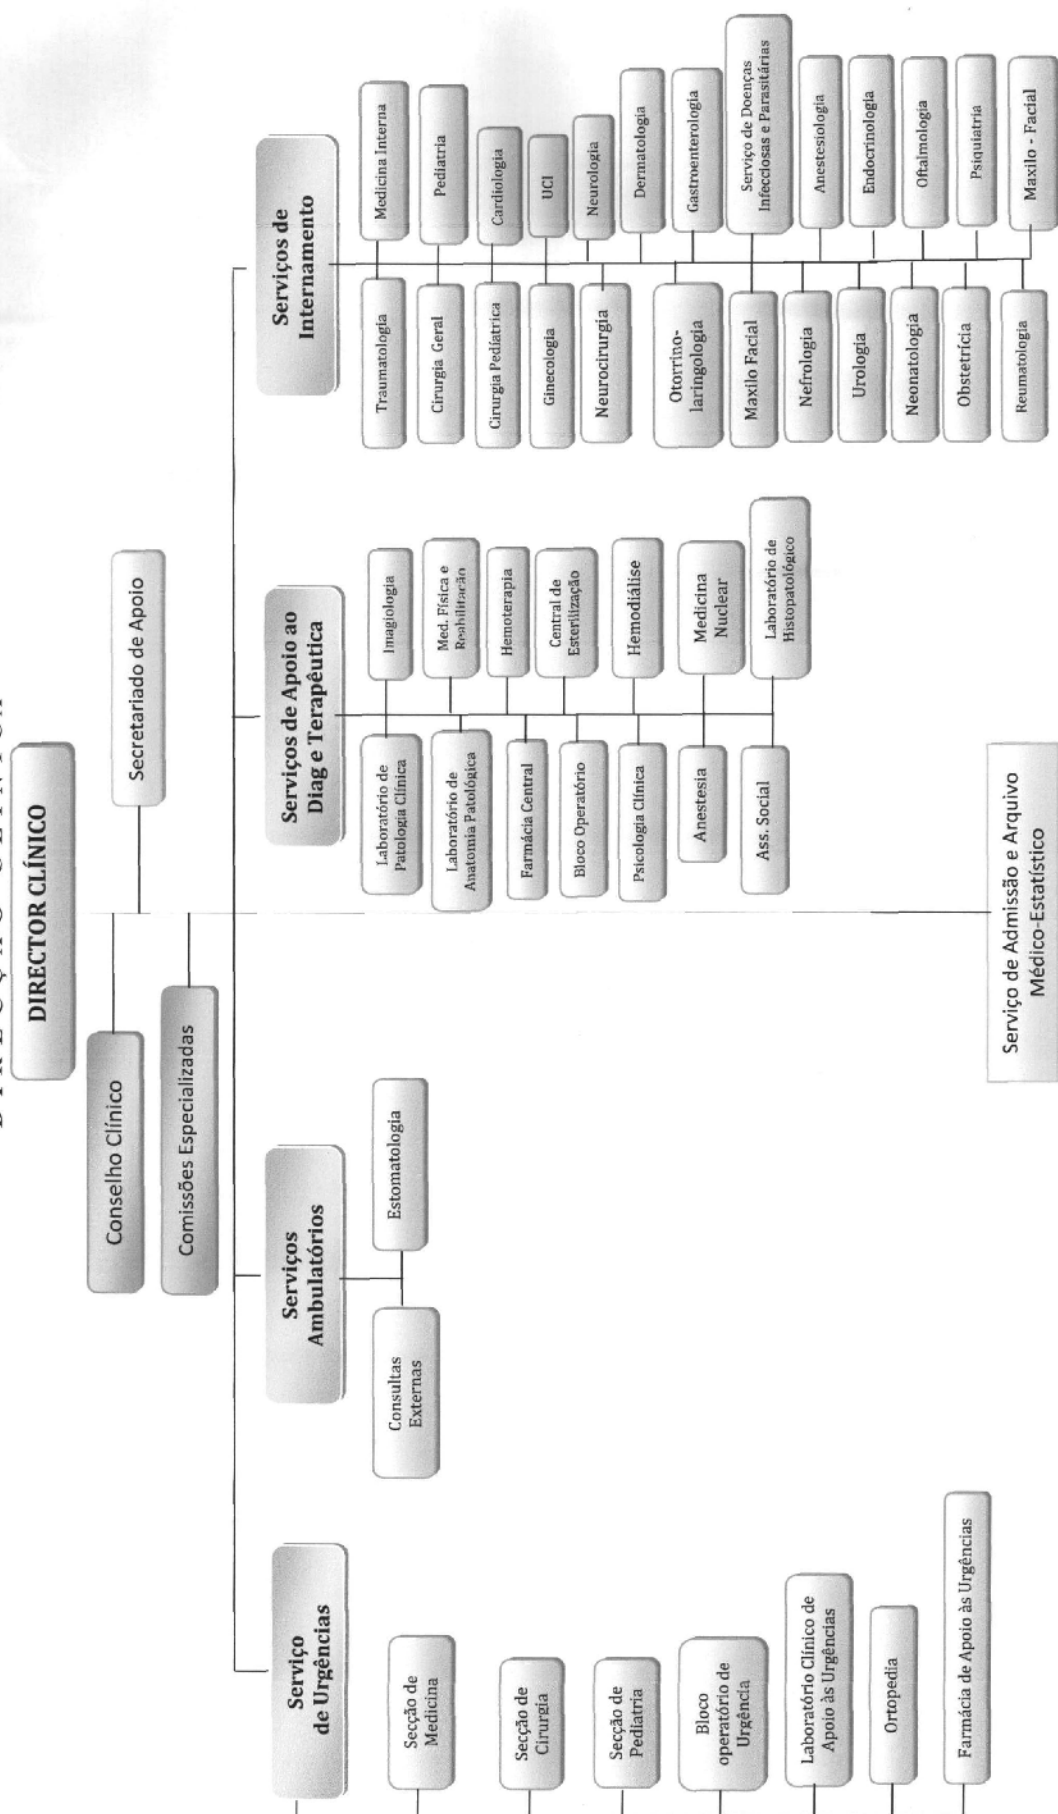 DIRECTOR CLÍNICO
Conselho Clínico
Secretariado de Apoio
Comissões Especializadas
Serviço
de Urgências
Secção de
Medicina
Secção de
Cirurgia
Secção de
Pediatria
Bloco
operatório de
Urgência
Laboratório Clínico de
Apoio às Urgências
Ortopedia
Farmácia de Apoio às Urgências
Serviços
Ambulatórios
Consultas
Externas
Estomatologia
Serviços de Apoio ao
Diag e Terapêutica
Laboratório de
Patologia Clínica
Imagiologia
Laboratório de
Anatomia Patológica
Med. Física e
Reabilitação
Farmácia Central
Hemoterapia
Bloco Operatório
Central de
Esterilização
Psicologia Clínica
Hemodiálise
Anestesia
Medicina
Nuclear
Ass. Social
Laboratório de
Histopatológico
Serviços de
Internamento
Traumatologia
Medicina Interna
Cirurgia Geral
Pediatria
Cirurgia Pediatrica
Cardiologia
Ginecologia
UCI
Neurocirurgia
Neurologia
Dermatologia
Otorrino-
laringologia
Gastroenterologia
Maxilo Facial
Serviço de Doenças
Infecciosas e Parasitárias
Nefrologia
Anestesiologia
Urologia
Endocrinologia
Neonatologia
Oftalmologia
Obstetrícia
Psiquiatria
Reumatologia
Maxilo - Facial
Serviço de Admissão e Arquivo
Médico-Estatístico